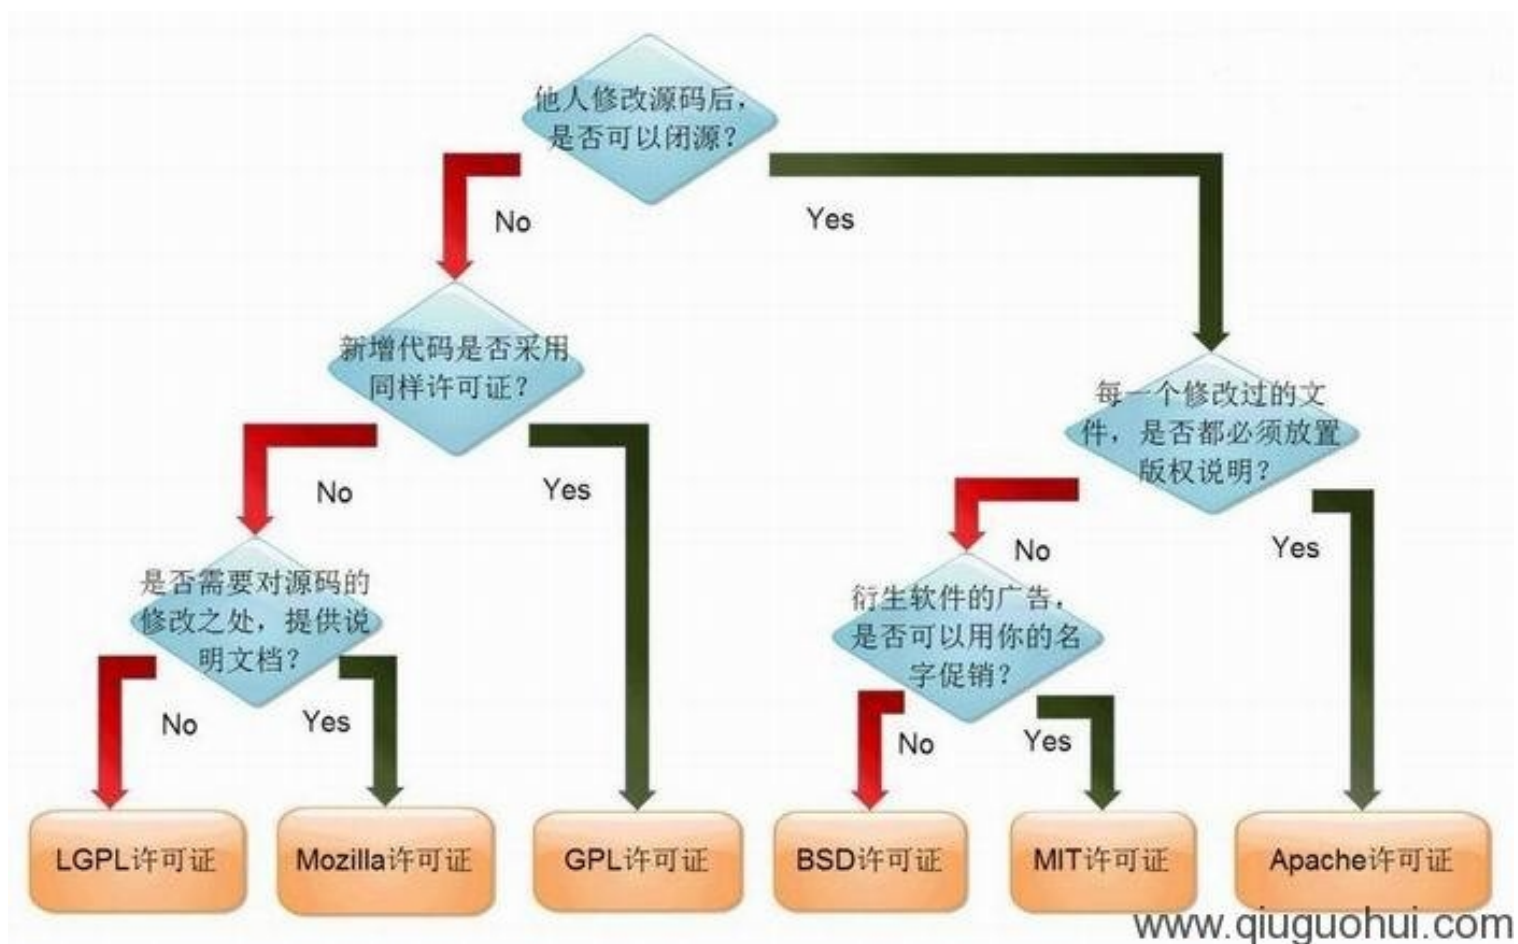 他人修改源码后，
是否可以闭源？
No
Yes
新增代码是否采用
同样许可证？
每一个修改过的文
件，是否都必须放置
版权说明？
No
Yes
No
Yes
是否需要对源码的
修改之处，提供说
明文档？
衍生软件的广告，
是否可以用你的名
字促销？
No
Yes
No
Yes
LGPL许可证
Mozilla许可证
GPL许可证
BSD许可证
MIT许可证
Apache许可证
www.qiuguohui.com